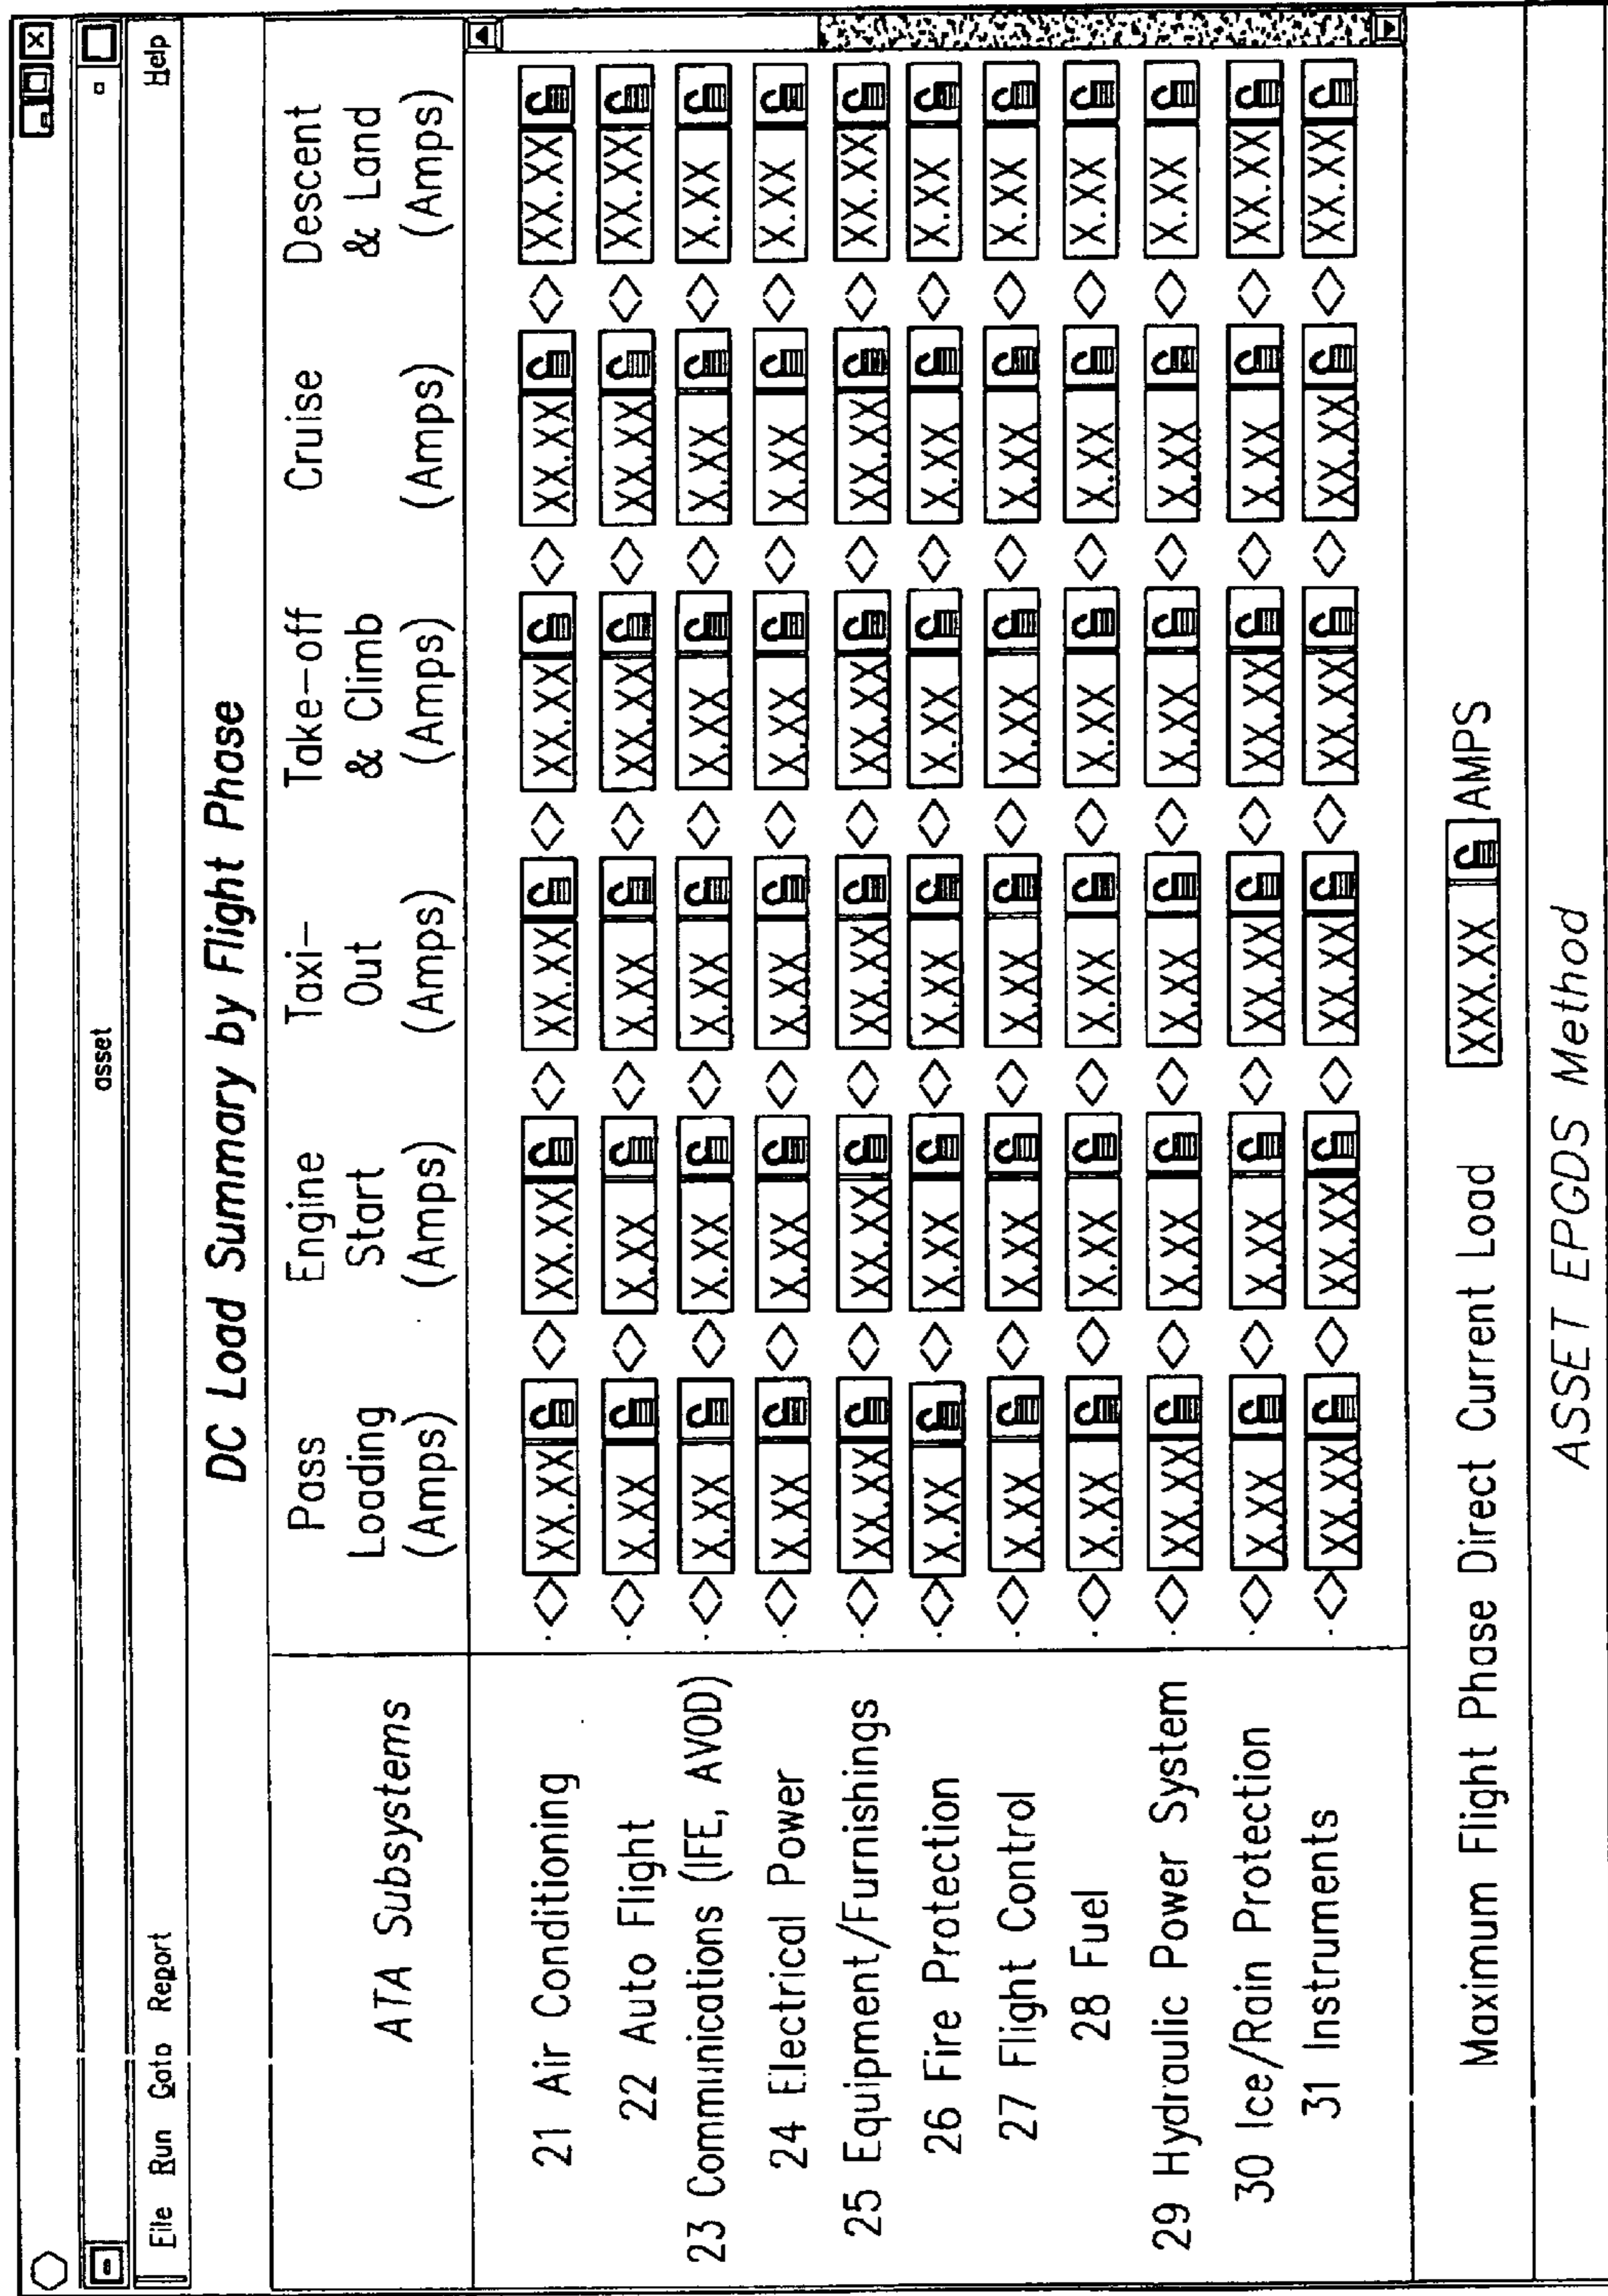 asset
File Run Goto Report Help
DC Load Summary by Flight Phase
Pass Engine Taxi- Take-off Cruise Descent
ATA Subsystems Loading Start Out & Climb & Land
(Amps) (Amps) (Amps) (Amps) (Amps) (Amps)
21 Air Conditioning XX.XX XX.XX XX.XX XX.XX XX.XX XX.XX
22 Auto Flight X.XX X.XX X.XX XX.XX XX.XX XX.XX
23 Communications (IFE, AVOD) X.XX X.XX X.XX X.XX X.XX X.XX
24 Electrical Power X.XX X.XX X.XX X.XX X.XX X.XX
25 Equipment/Furnishings XX.XX XX.XX XX.XX XX.XX XX.XX XX.XX
26 Fire Protection X.XX X.XX X.XX X.XX X.XX X.XX
27 Flight Control X.XX X.XX X.XX X.XX X.XX X.XX
28 Fuel X.XX X.XX X.XX X.XX X.XX X.XX
29 Hydraulic Power System XX.XX X.XX X.XX X.XX X.XX X.XX
30 Ice/Rain Protection X.XX X.XX XX.XX XX.XX X.XX XX.XX
31 Instruments XX.XX XX.XX XX.XX XX.XX XX.XX XX.XX
Maximum Flight Phase Direct Current Load XXX.XX AMPS
ASSET EPGDS Method